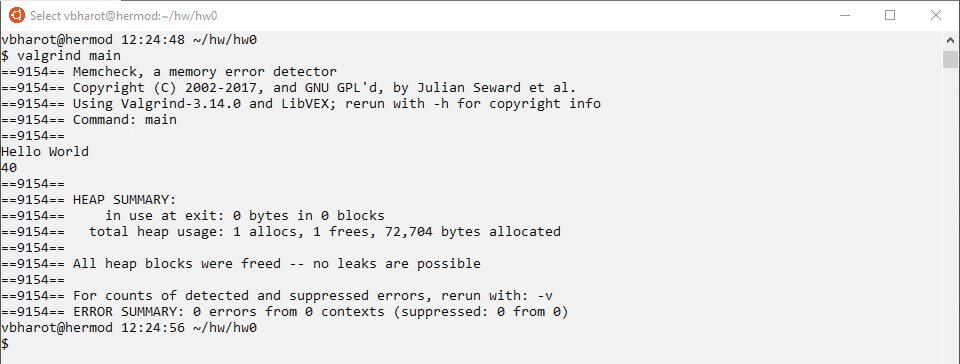 Select vbharot@hermod:~/hw/hw0
vbharot@hermod 12:24:48 ~/hw/hw0
$ valgrind main
==9154== Memcheck, a memory error detector
==9154== Copyright (C) 2002-2017, and GNU GPL'd, by Julian Seward et al.
==9154== Using Valgrind-3.14.0 and LibVEX; rerun with -h for copyright info
==9154== Command: main
==9154==
Hello World
40
==9154==
==9154== HEAP SUMMARY:
==9154==     in use at exit: 0 bytes in 0 blocks
==9154==   total heap usage: 1 allocs, 1 frees, 72,704 bytes allocated
==9154==
==9154== All heap blocks were freed -- no leaks are possible
==9154==
==9154== For counts of detected and suppressed errors, rerun with: -v
==9154== ERROR SUMMARY: 0 errors from 0 contexts (suppressed: 0 from 0)
vbharot@hermod 12:24:56 ~/hw/hw0
$